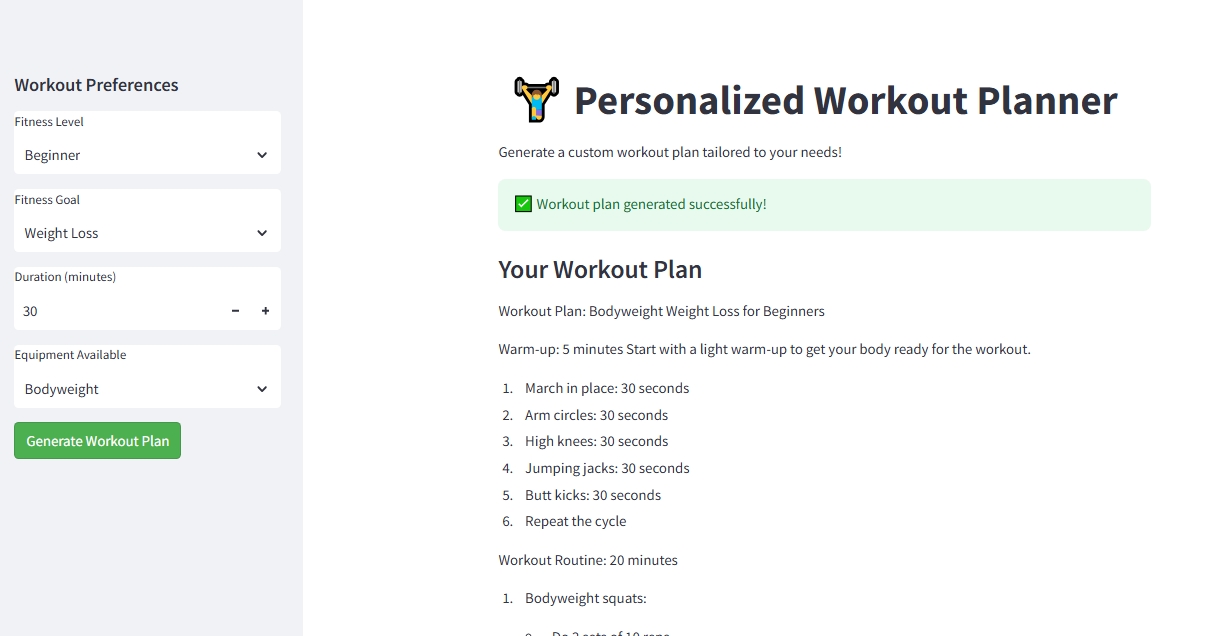 Workout Preferences
Fitness Level
Beginner
Fitness Goal
Weight Loss
Duration (minutes)
30
Equipment Available
Bodyweight
Generate Workout Plan
Personalized Workout Planner
Generate a custom workout plan tailored to your needs!
Workout plan generated successfully!
Your Workout Plan
Workout Plan: Bodyweight Weight Loss for Beginners
Warm-up: 5 minutes Start with a light warm-up to get your body ready for the workout.
1. March in place: 30 seconds
2. Arm circles: 30 seconds
3. High knees: 30 seconds
4. Jumping jacks: 30 seconds
5. Butt kicks: 30 seconds
6. Repeat the cycle
Workout Routine: 20 minutes
1. Bodyweight squats: